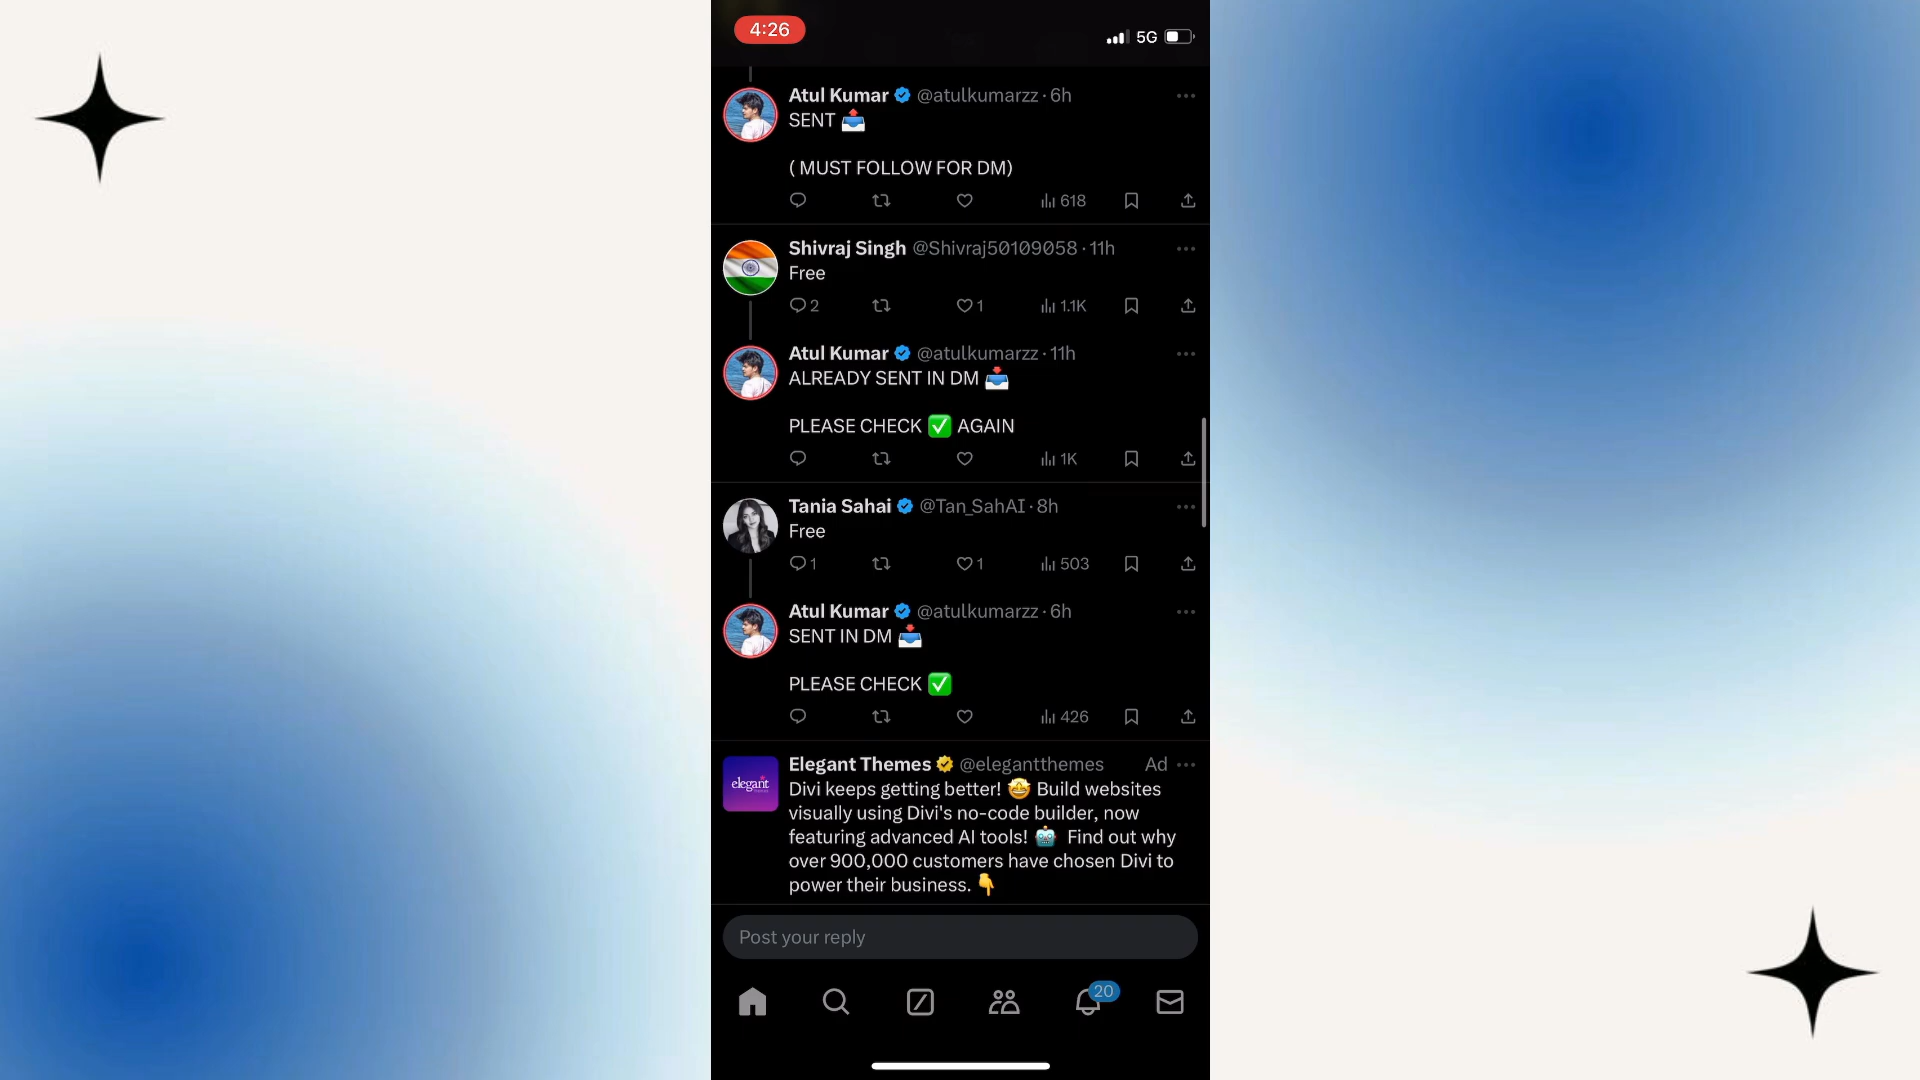 4:26
5G
Atul Kumar @atulkumarzz · 6h
SENT 📤
( MUST FOLLOW FOR DM)
618
Shivraj Singh @Shivraj50109058 · 11h
Free
2 1 1.1K
Atul Kumar @atulkumarzz · 11h
ALREADY SENT IN DM 📥
PLEASE CHECK ✅ AGAIN
1K
Tania Sahai @Tan_SahAI · 8h
Free
1 1 503
Atul Kumar @atulkumarzz · 6h
SENT IN DM 📥
PLEASE CHECK ✅
426
Elegant Themes @elegantthemes Ad
elegant
Divi keeps getting better! 🤩 Build websites
visually using Divi's no-code builder, now
featuring advanced AI tools! 🤖 Find out why
over 900,000 customers have chosen Divi to
power their business. 👇
Post your reply
20